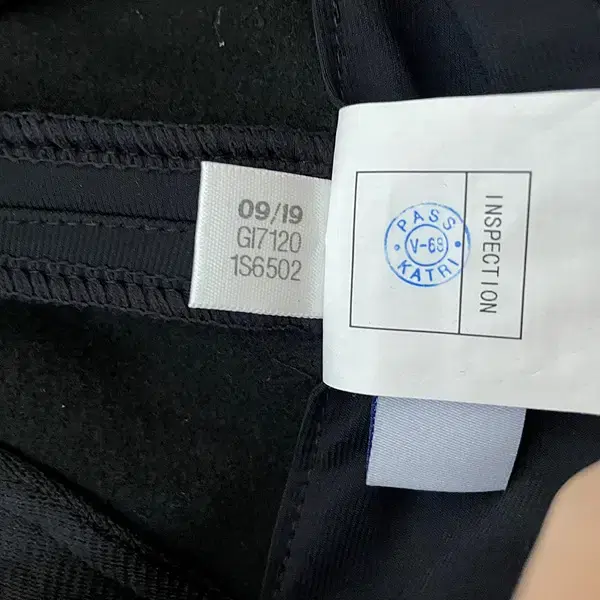 09/19
GI7120
1S6502
INSPECTION
PASS
V-68
KATRI